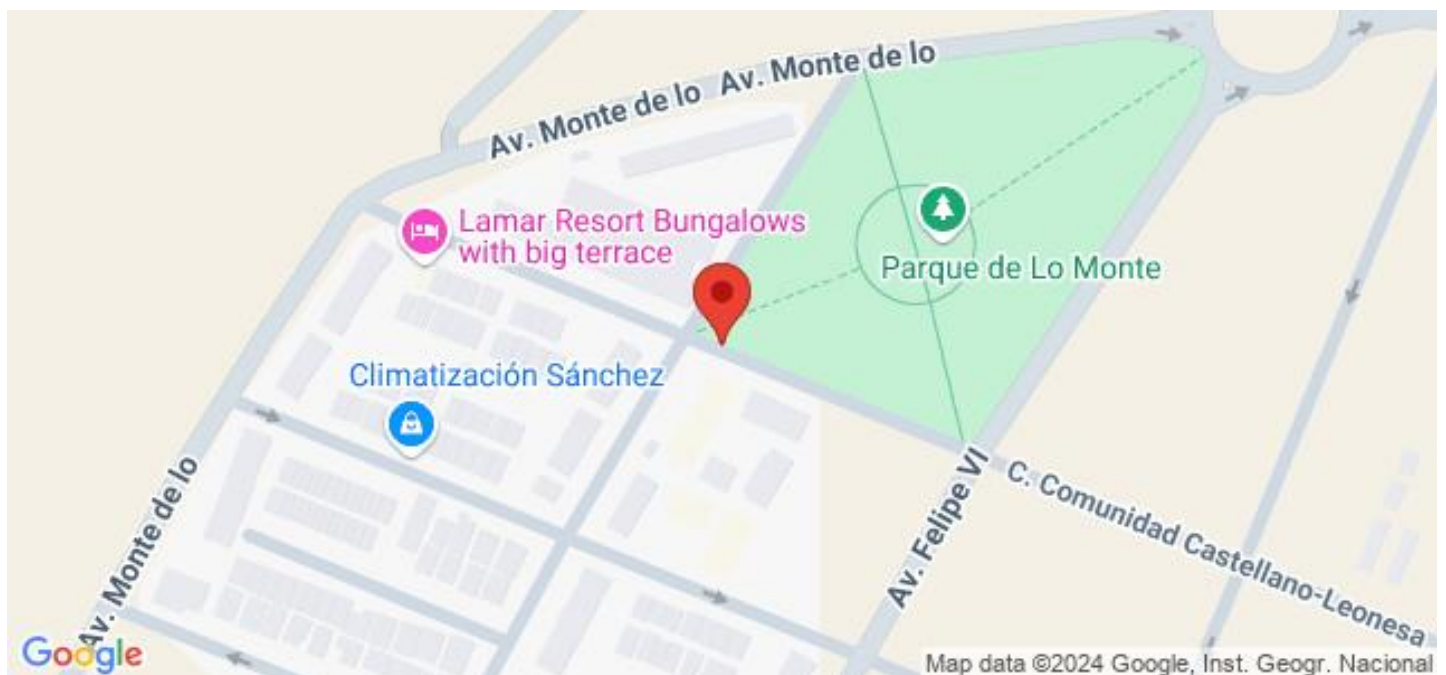 Av. Monte de lo
Av. Monte de lo
Lamar Resort Bungalows
with big terrace
Parque de Lo Monte
Climatización Sánchez
Av. Monte de lo
Av. Felipe VI
C. Comunidad Castellano-Leonesa
Google
Map data ©2024 Google, Inst. Geogr. Nacional